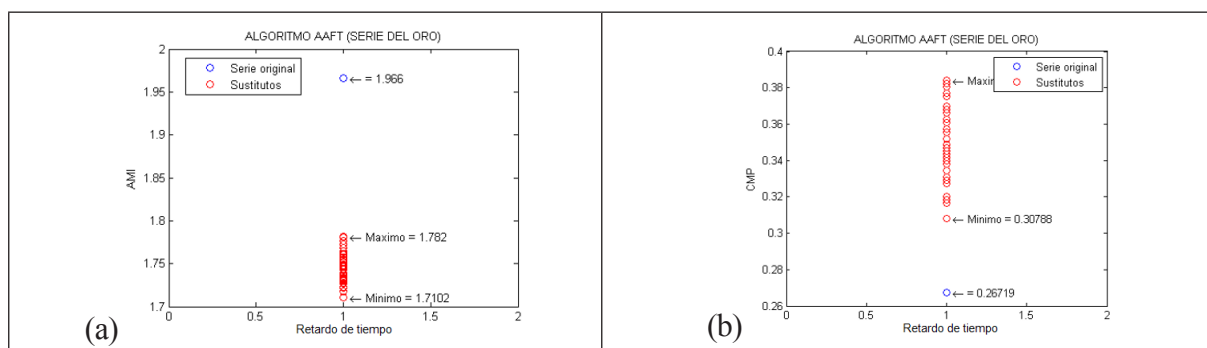 ALGORITMO AAFT (SERIE DEL ORO)
2
1.95
1.9
1.85
1.8
1.75
1.7
AMI
Serie original
Sustitutos
← = 1.966
← Maximo = 1.782
← Minimo = 1.7102
0
0.5
1
1.5
2
Retardo de tiempo
(a)
ALGORITMO AAFT (SERIE DEL ORO)
0.4
0.38
0.36
0.34
0.32
0.3
0.28
0.26
CMP
← Maxi
Serie original
Sustitutos
← Minimo = 0.30788
← = 0.26719
0
0.5
1
1.5
2
Retardo de tiempo
(b)